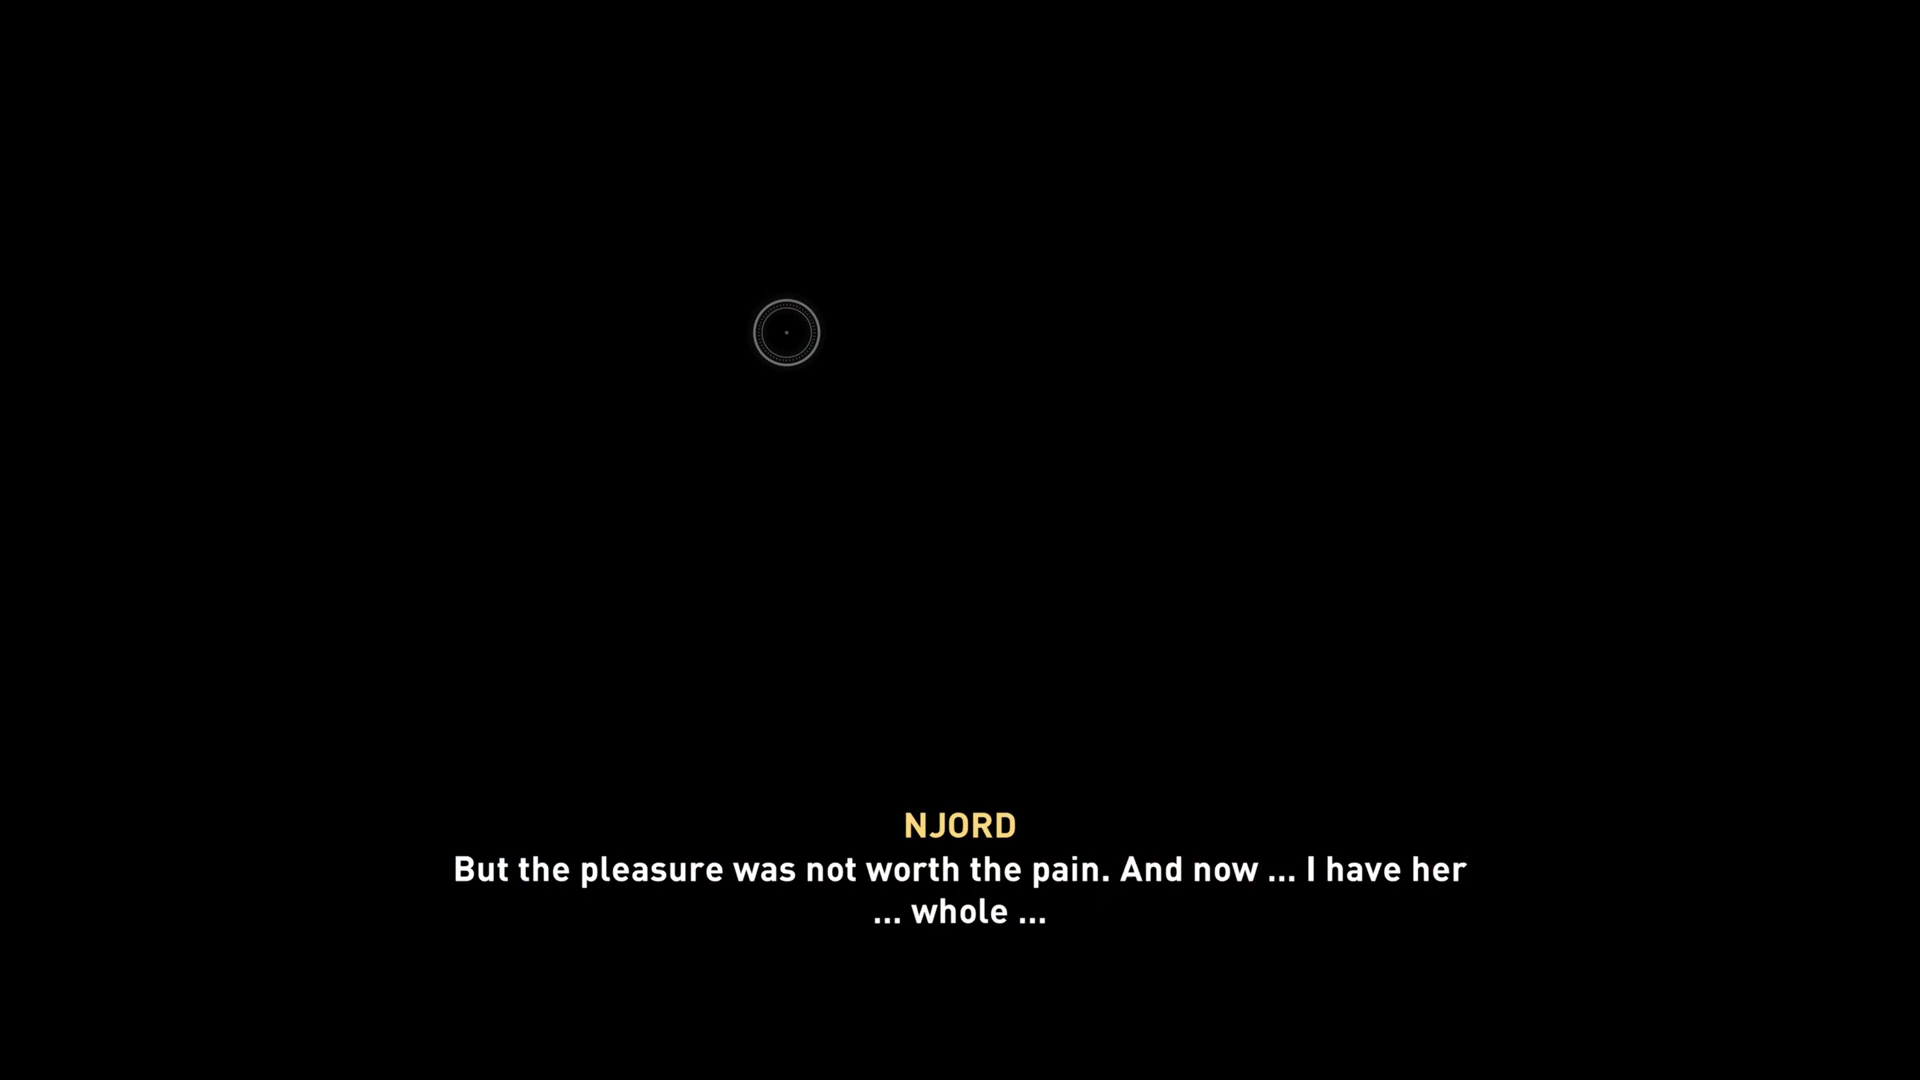 NJORD
But the pleasure was not worth the pain. And now ... I have her
... whole ...